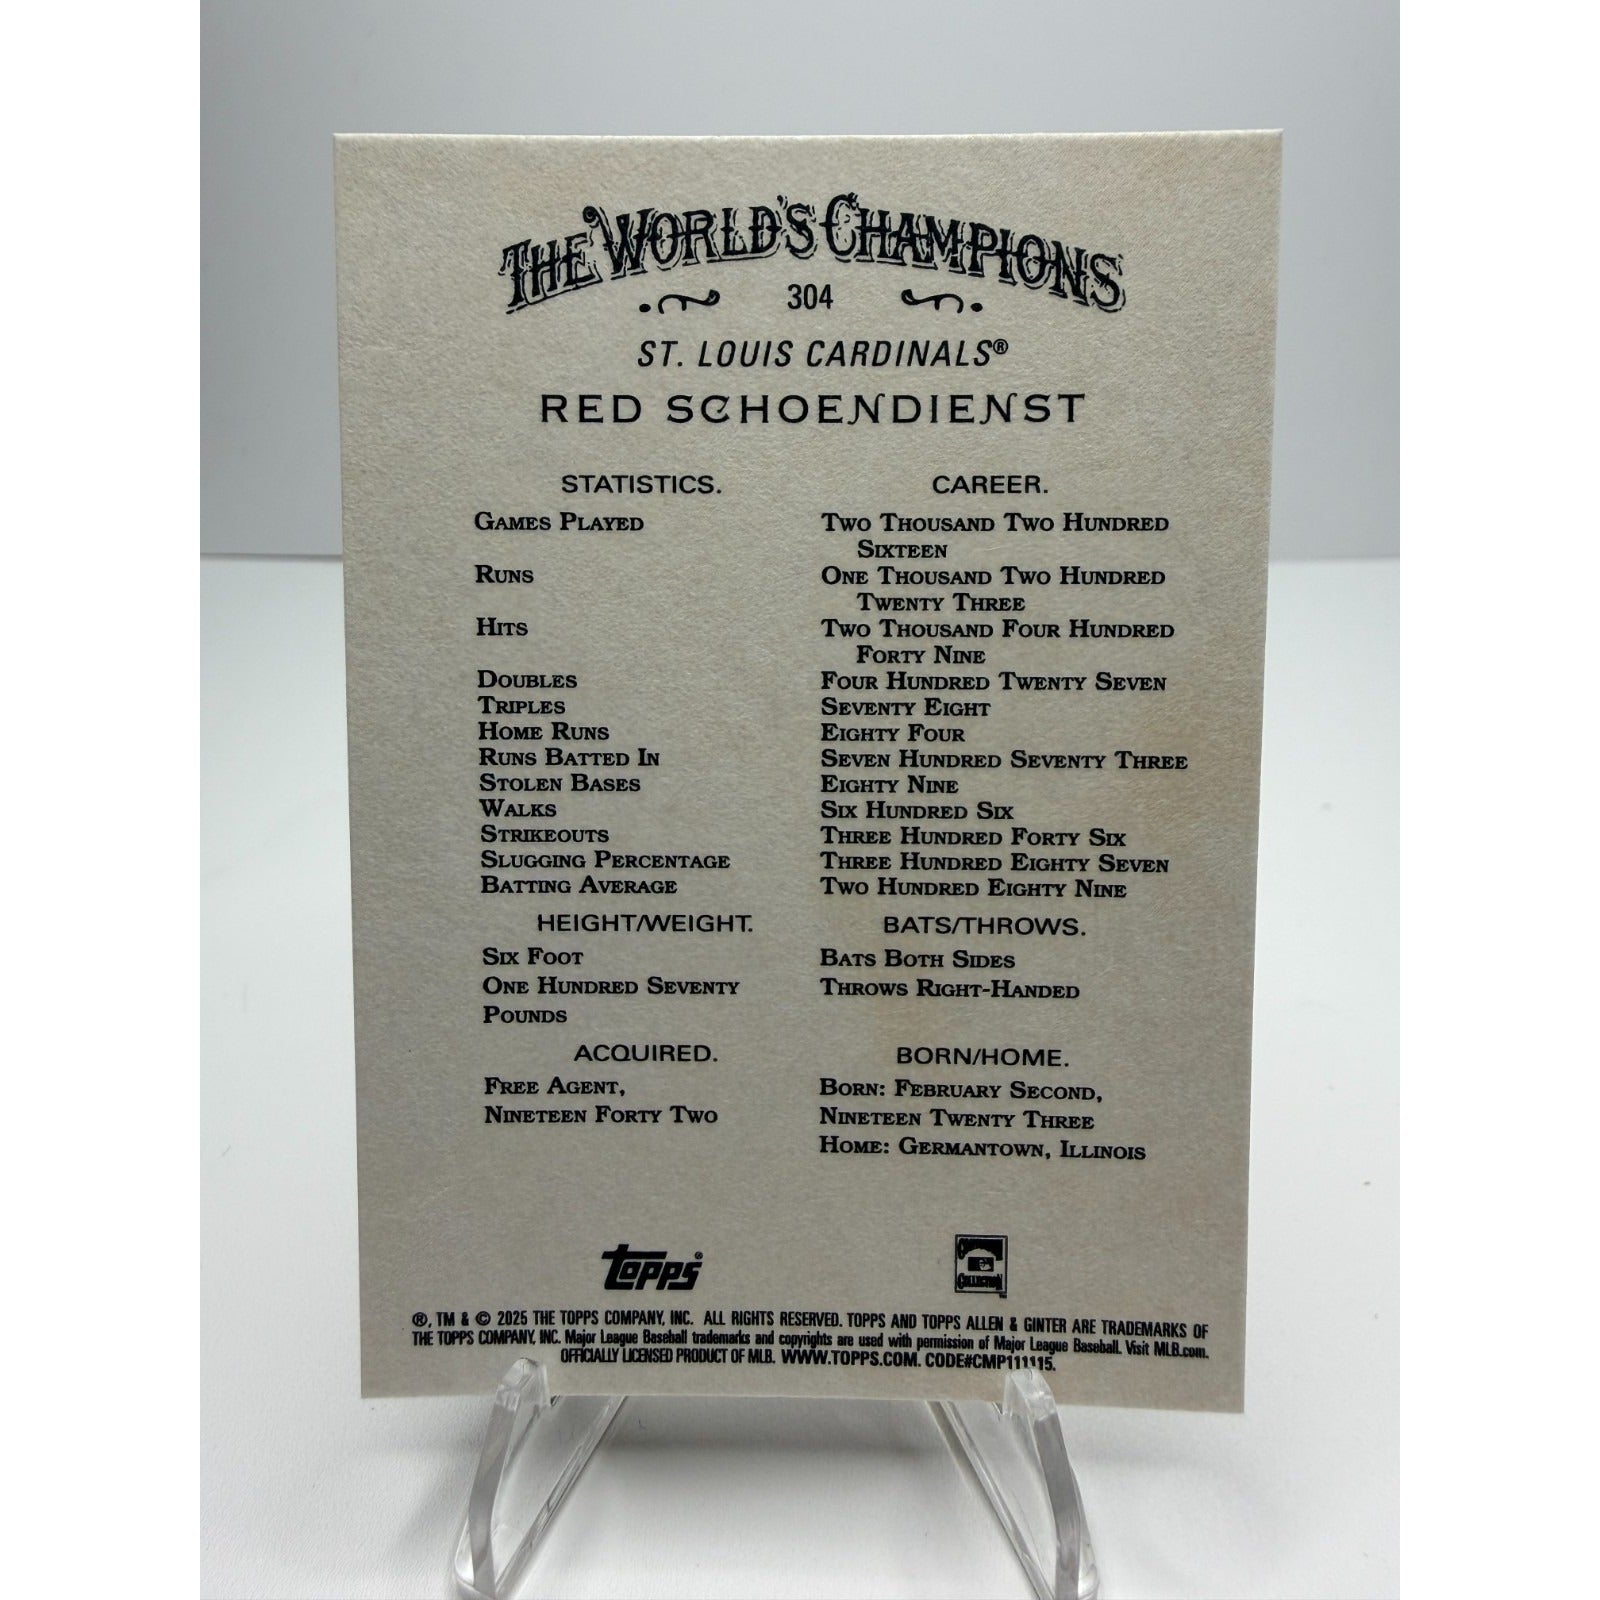 THE WORLD'S CHAMPIONS
304
ST. LOUIS CARDINALS®
RED SCHOENDIENST
STATISTICS. CAREER.
GAMES PLAYED TWO THOUSAND TWO HUNDRED
SIXTEEN
RUNS ONE THOUSAND TWO HUNDRED
TWENTY THREE
HITS TWO THOUSAND FOUR HUNDRED
FORTY NINE
DOUBLES FOUR HUNDRED TWENTY SEVEN
TRIPLES SEVENTY EIGHT
HOME RUNS EIGHTY FOUR
RUNS BATTED IN SEVEN HUNDRED SEVENTY THREE
STOLEN BASES EIGHTY NINE
WALKS SIX HUNDRED SIX
STRIKEOUTS THREE HUNDRED FORTY SIX
SLUGGING PERCENTAGE THREE HUNDRED EIGHTY SEVEN
BATTING AVERAGE TWO HUNDRED EIGHTY NINE
HEIGHT/WEIGHT. BATS/THROWS.
SIX FOOT BATS BOTH SIDES
ONE HUNDRED SEVENTY THROWS RIGHT-HANDED
POUNDS
ACQUIRED. BORN/HOME.
FREE AGENT, BORN: FEBRUARY SECOND,
NINETEEN FORTY TWO NINETEEN TWENTY THREE
HOME: GERMANTOWN, ILLINOIS
TOPPS® COOPERSTOWN
COLLECTION™
®, TM & © 2025 THE TOPPS COMPANY, INC. ALL RIGHTS RESERVED. TOPPS AND TOPPS ALLEN & GINTER ARE TRADEMARKS OF
THE TOPPS COMPANY, INC. Major League Baseball trademarks and copyrights are used with permission of Major League Baseball. Visit MLB.com.
OFFICIALLY LICENSED PRODUCT OF MLB. WWW.TOPPS.COM. CODE#CMP111115.